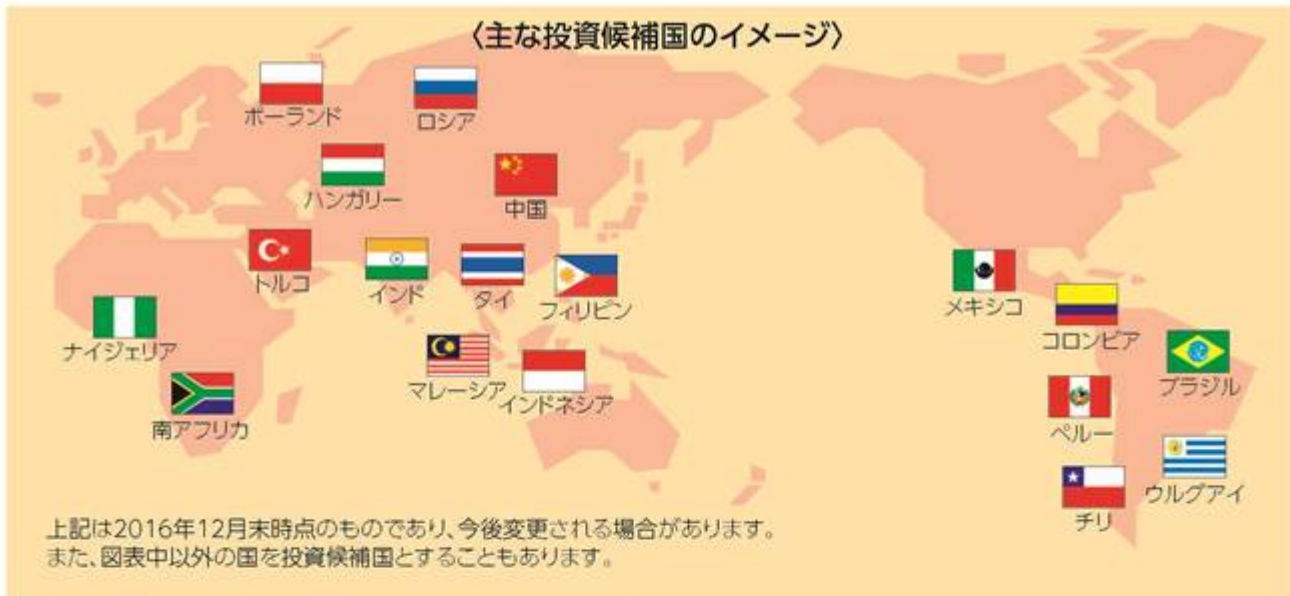 〈主な投資候補国のイメージ〉
ポーランド
ロシア
ハンガリー
中国
トルコ
インド
タイ
フィリピン
メキシコ
コロンビア
ナイジェリア
マレーシア
インドネシア
ブラジル
南アフリカ
ペルー
ウルグアイ
チリ
上記は2016年12月末時点のものであり、今後変更される場合があります。
また、図表中以外の国を投資候補国とすることもあります。